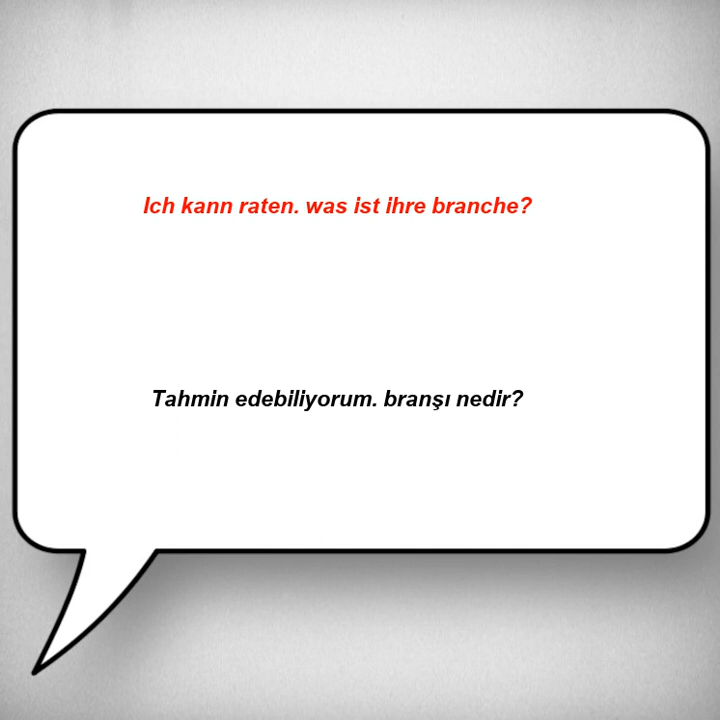 Ich kann raten. was ist ihre branche?
Tahmin edebiliyorum. branşı nedir?